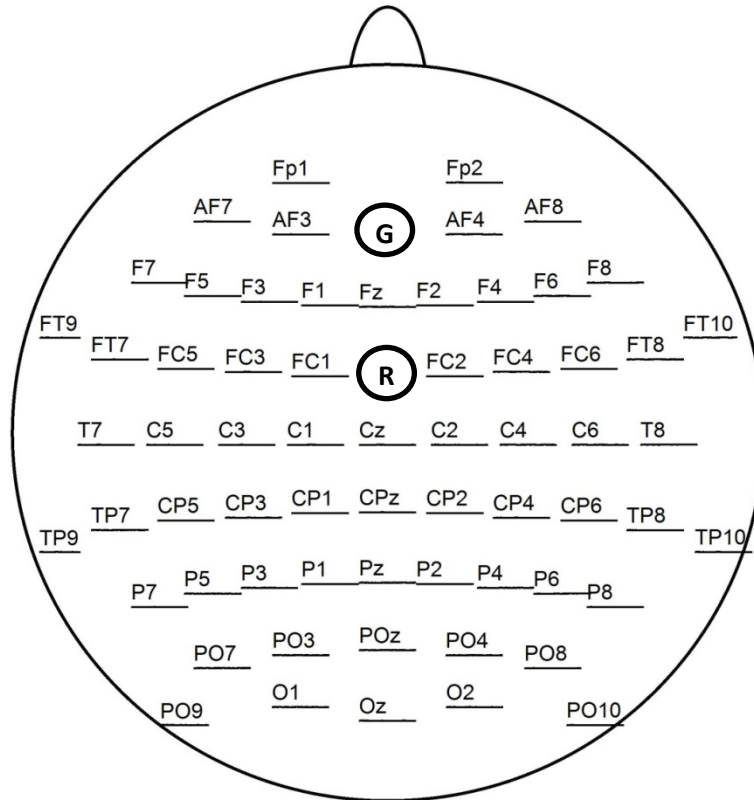 Fp1 Fp2
AF7 AF3 G AF4 AF8
F7 F5 F3 F1 Fz F2 F4 F6 F8
FT9 FT7 FC5 FC3 FC1 R FC2 FC4 FC6 FT8 FT10
T7 C5 C3 C1 Cz C2 C4 C6 T8
TP9 TP7 CP5 CP3 CP1 CPz CP2 CP4 CP6 TP8 TP10
P7 P5 P3 P1 Pz P2 P4 P6 P8
PO7 PO3 POz PO4 PO8
PO9 O1 Oz O2 PO10